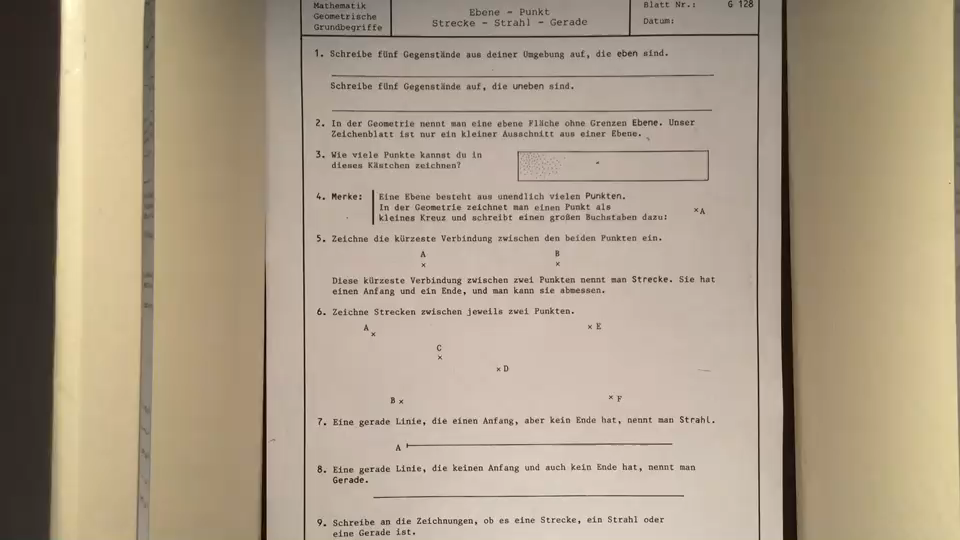 Mathematik
Geometrische
Grundbegriffe
Ebene - Punkt
Strecke - Strahl - Gerade
Blatt Nr.: G 128
Datum:
1. Schreibe fünf Gegenstände aus deiner Umgebung auf, die eben sind.
Schreibe fünf Gegenstände auf, die uneben sind.
2. In der Geometrie nennt man eine ebene Fläche ohne Grenzen Ebene. Unser
Zeichenblatt ist nur ein kleiner Ausschnitt aus einer Ebene.
3. Wie viele Punkte kannst du in
dieses Kästchen zeichnen?
4. Merke: Eine Ebene besteht aus unendlich vielen Punkten.
In der Geometrie zeichnet man einen Punkt als
kleines Kreuz und schreibt einen großen Buchstaben dazu:
×A
5. Zeichne die kürzeste Verbindung zwischen den beiden Punkten ein.
A B
× ×
Diese kürzeste Verbindung zwischen zwei Punkten nennt man Strecke. Sie hat
einen Anfang und ein Ende, und man kann sie abmessen.
6. Zeichne Strecken zwischen jeweils zwei Punkten.
A× ×E
C
×
×D
B× ×F
7. Eine gerade Linie, die einen Anfang, aber kein Ende hat, nennt man Strahl.
A
8. Eine gerade Linie, die keinen Anfang und auch kein Ende hat, nennt man
Gerade.
9. Schreibe an die Zeichnungen, ob es eine Strecke, ein Strahl oder
eine Gerade ist.